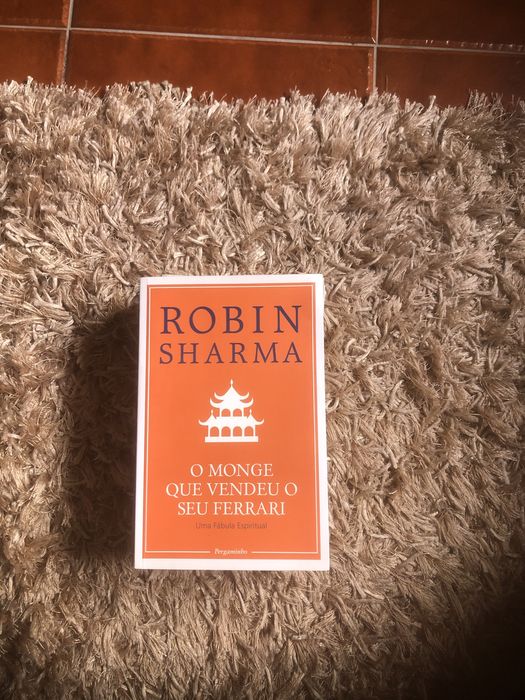 ROBIN
SHARMA
O MONGE
QUE VENDEU O
SEU FERRARI
Uma Fábula Espiritual
Pergaminho